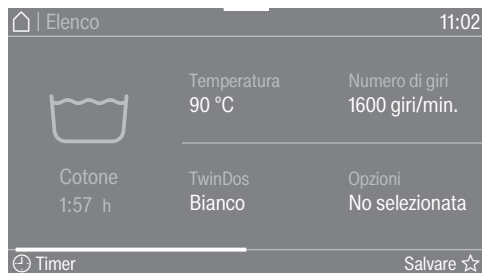 Elenco
11:02
Temperatura
90 °C
Numero di giri
1600 giri/min.
Cotone
1:57 h
TwinDos
Bianco
Opzioni
No selezionata
Timer
Salvare